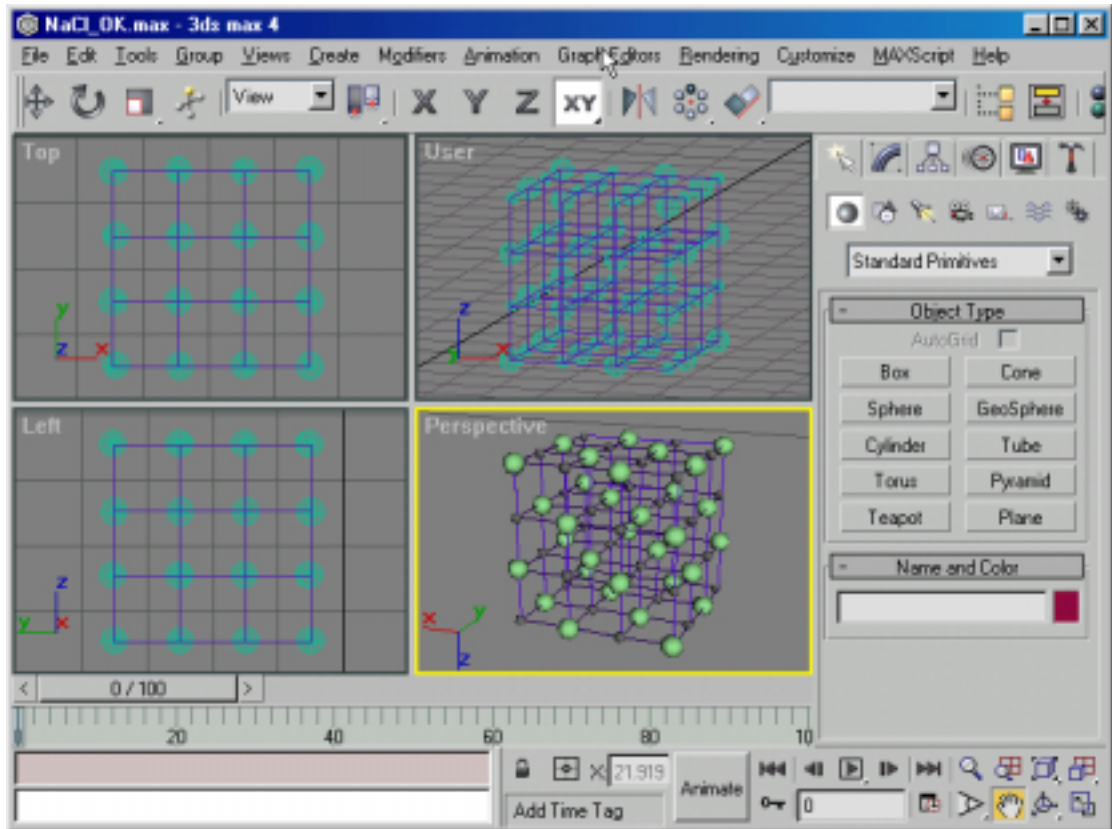 NaCl_OK.max - 3ds max 4
File Edit Tools Group Views Create Modifiers Animation Graph Editors Rendering Customize MAXScript Help
View X Y Z XY
Top
y
z x
User
z
y x
Standard Primitives
- Object Type
AutoGrid
Box Cone
Sphere GeoSphere
Cylinder Tube
Torus Pyramid
Teapot Plane
Left
z
y x
Perspective
x y
z
- Name and Color
< 0 / 100 >
20 40 60 80 10
X: 21.919
Add Time Tag
Animate
0